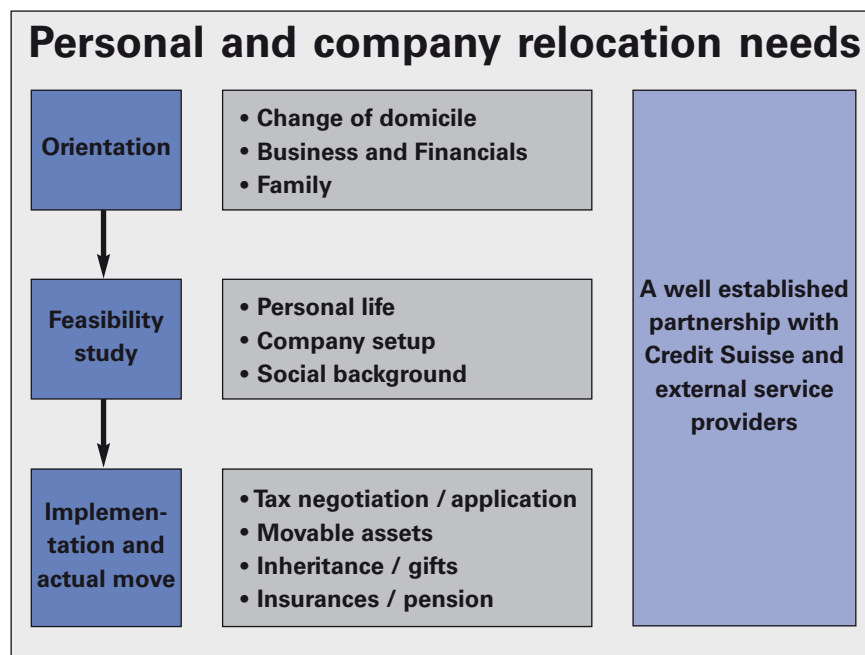 Personal and company relocation needs
Orientation
• Change of domicile
• Business and Financials
• Family
Feasibility
study
• Personal life
• Company setup
• Social background
Implemen-
tation and
actual move
• Tax negotiation / application
• Movable assets
• Inheritance / gifts
• Insurances / pension
A well established
partnership with
Credit Suisse and
external service
providers